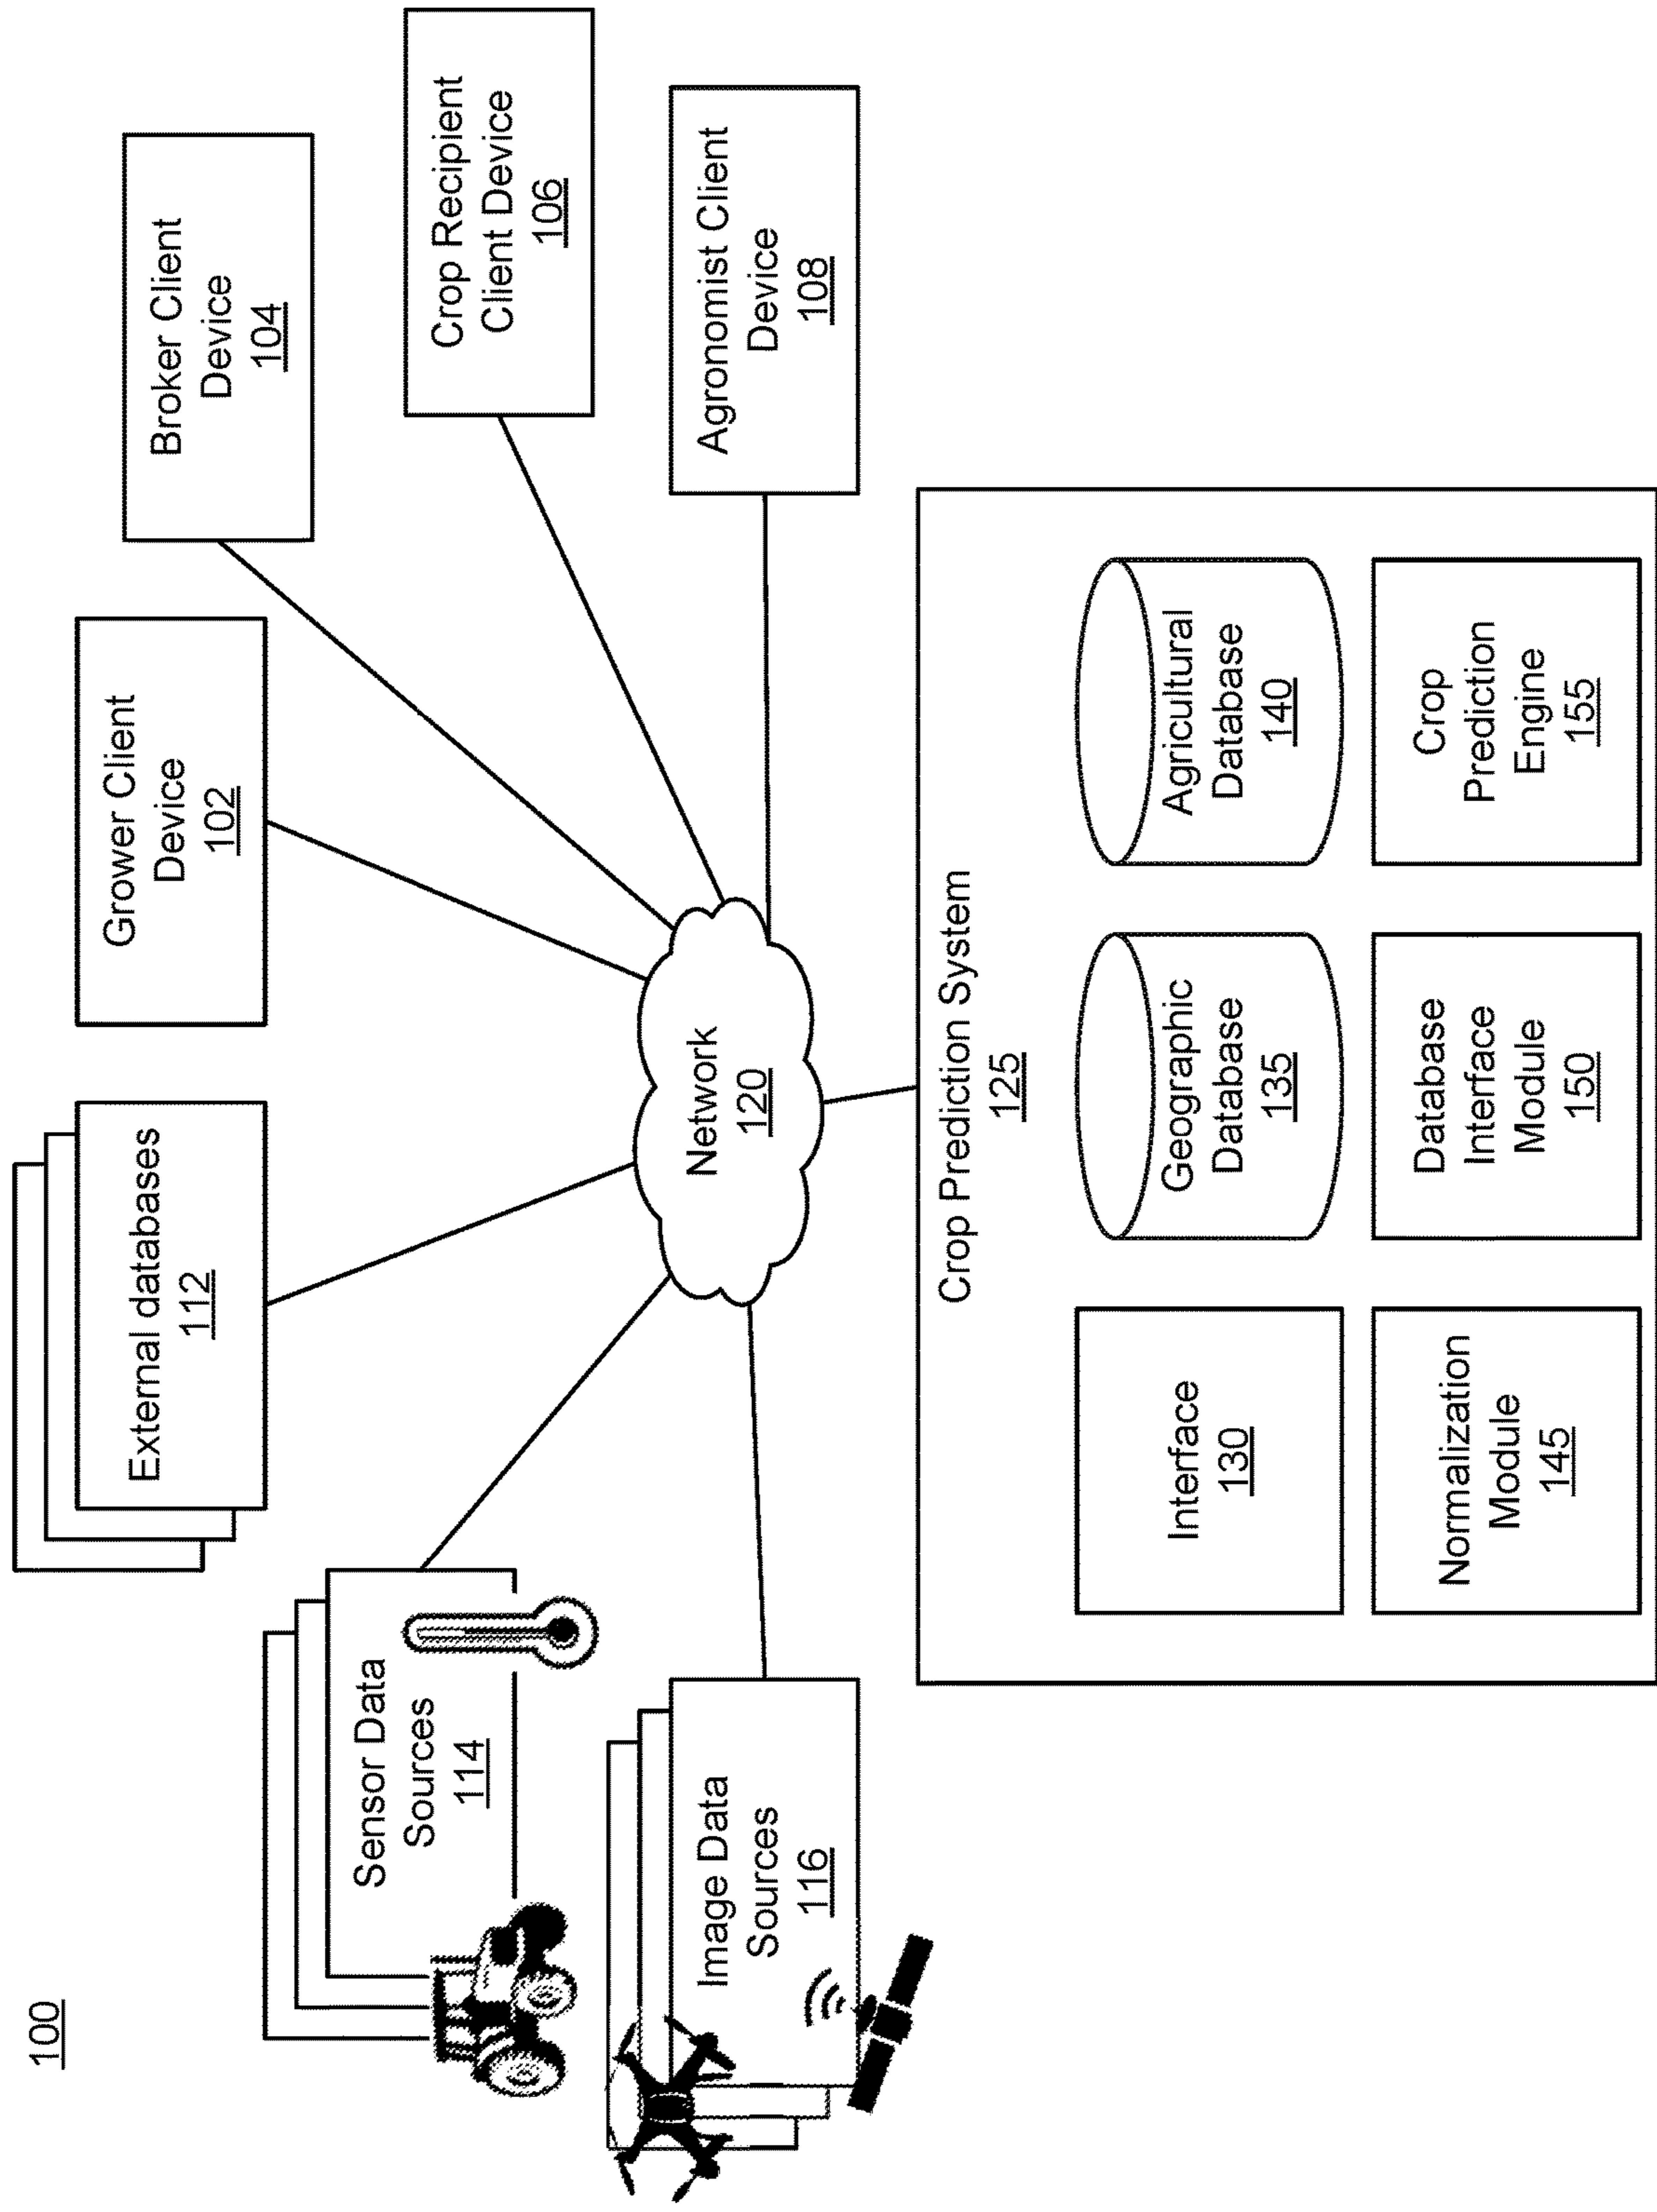 100
Sensor Data
Sources
114
External databases
112
Grower Client
Device
102
Broker Client
Device
104
Crop Recipient
Client Device
106
Image Data
Sources
116
Network
120
Agronomist Client
Device
108
Crop Prediction System
125
Interface
130
Geographic
Database
135
Agricultural
Database
140
Normalization
Module
145
Database
Interface
Module
150
Crop
Prediction
Engine
155